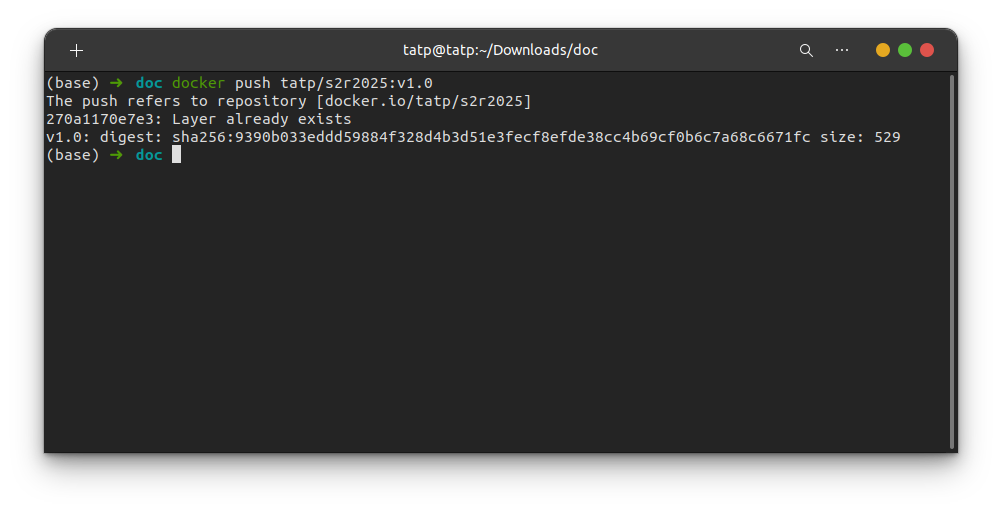 tatp@tatp:~/Downloads/doc
(base) ➜ doc docker push tatp/s2r2025:v1.0
The push refers to repository [docker.io/tatp/s2r2025]
270a1170e7e3: Layer already exists
v1.0: digest: sha256:9390b033eddd59884f328d4b3d51e3fecf8efde38cc4b69cf0b6c7a68c6671fc size: 529
(base) ➜ doc